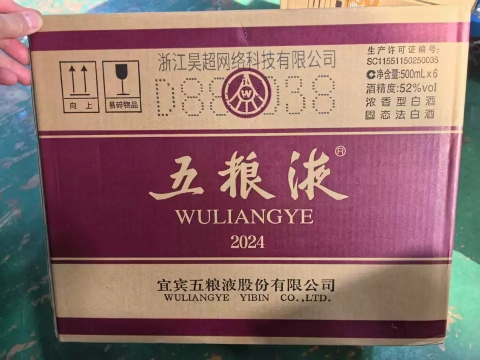 浙江昊超网络科技有限公司
生产许可证编号:
SC11551150250035
净含量:500mL×6
酒精度:52%vol
浓香型白酒
固态法白酒
向上
易碎物品
五粮液®
WULIANGYE
2024
宜宾五粮液股份有限公司
WULIANGYE YIBIN CO.,LTD.